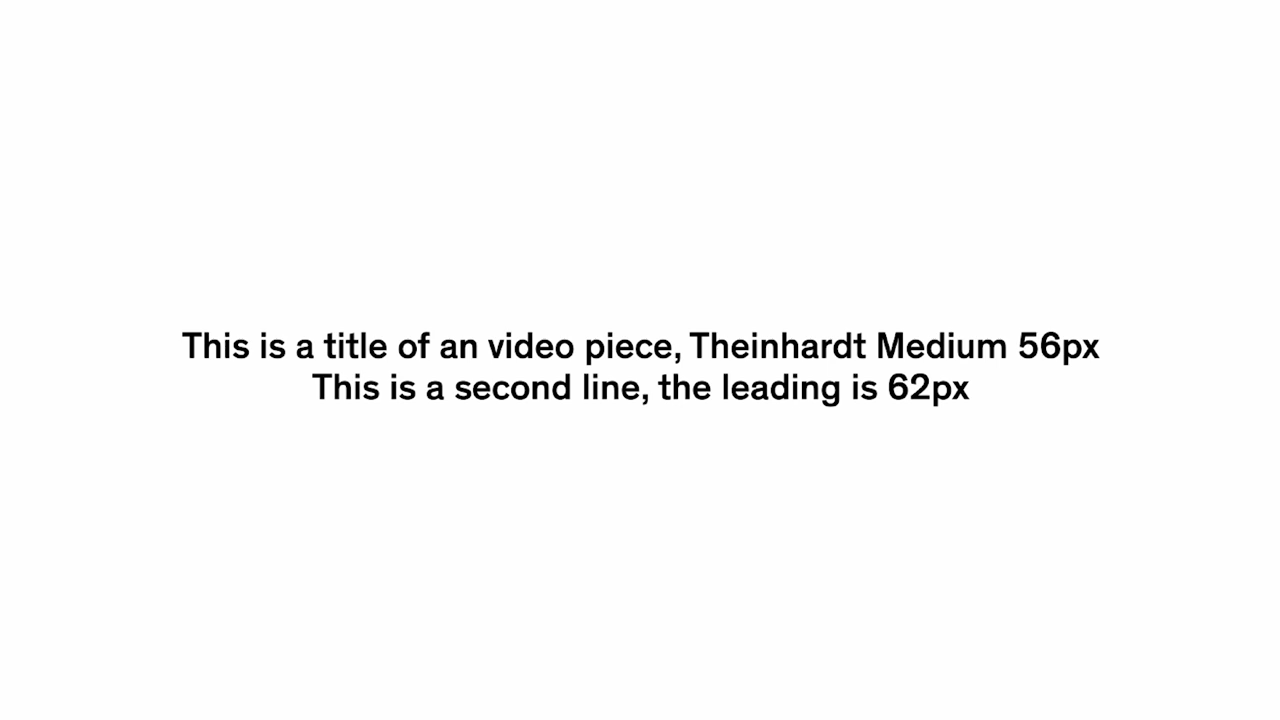 This is a title of an video piece, Theinhardt Medium 56px
This is a second line, the leading is 62px